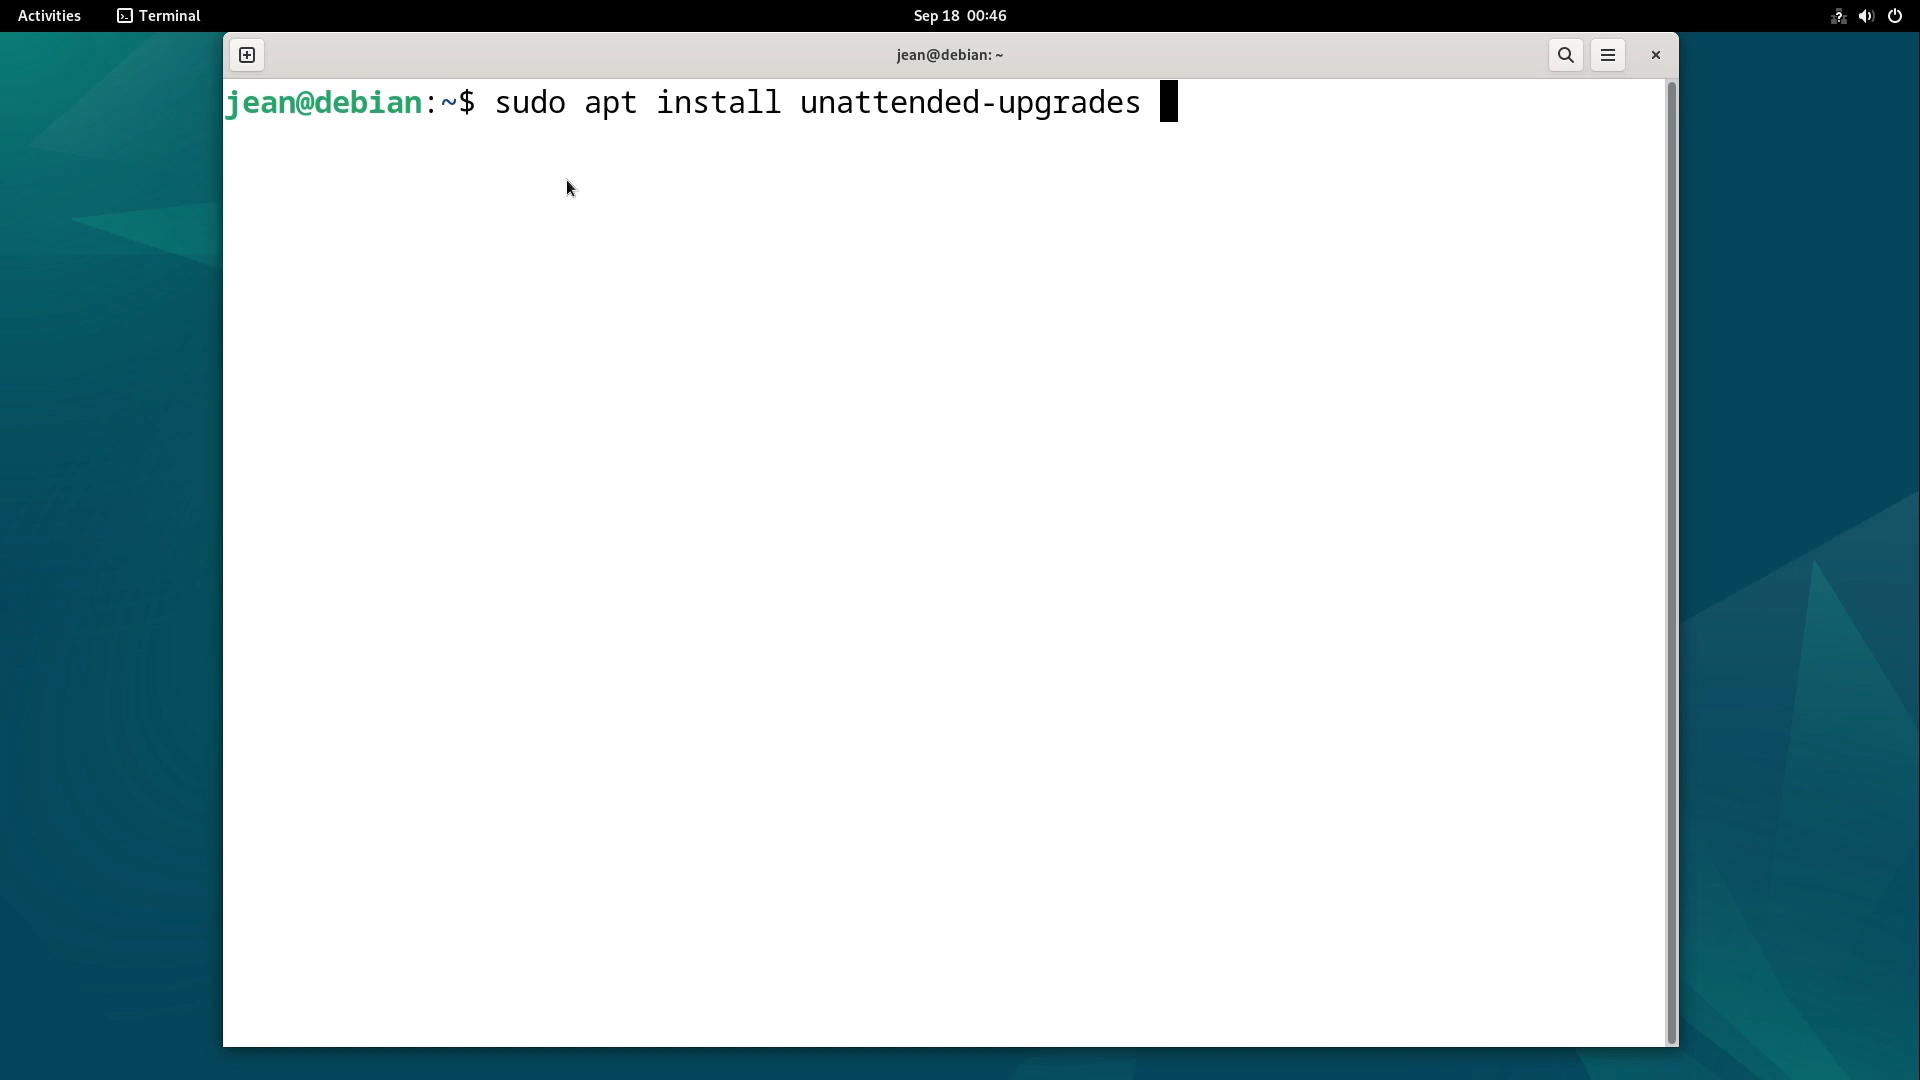 Activities Terminal Sep 18 00:46
jean@debian: ~
jean@debian:~$ sudo apt install unattended-upgrades